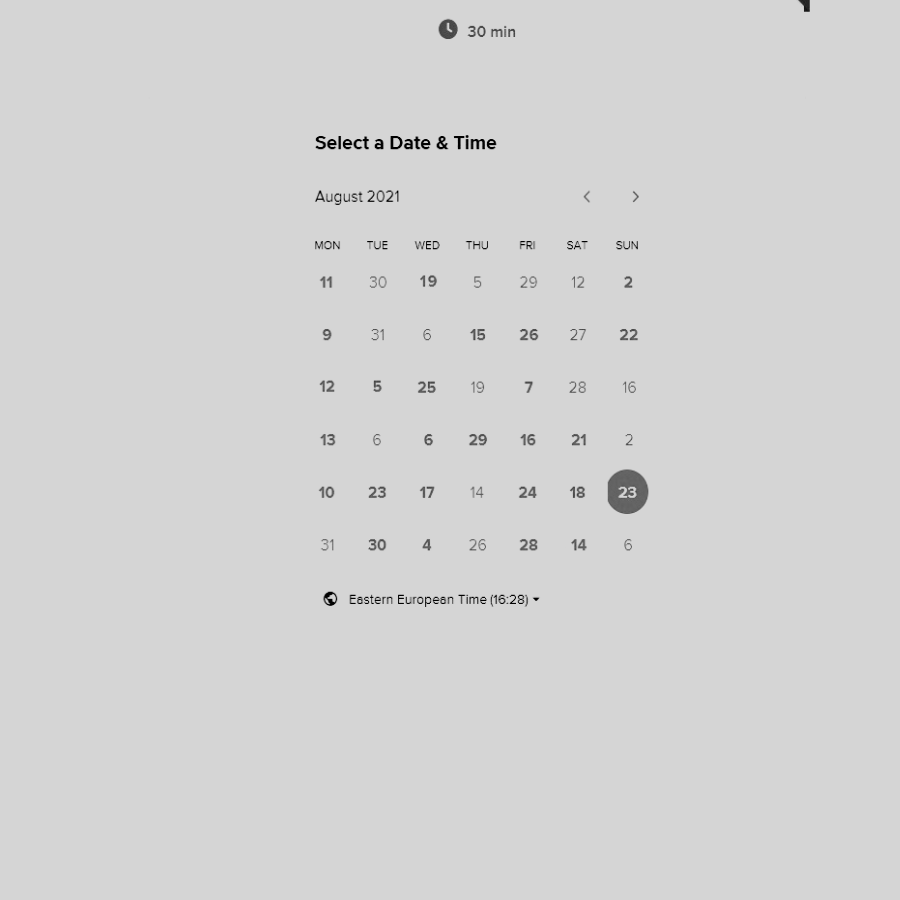 30 min
Select a Date & Time
August 2021
MON TUE WED THU FRI SAT SUN
11 30 19 5 29 12 2
9 31 6 15 26 27 22
12 5 25 19 7 28 16
13 6 6 29 16 21 2
10 23 17 14 24 18 23
31 30 4 26 28 14 6
Eastern European Time (16:28)